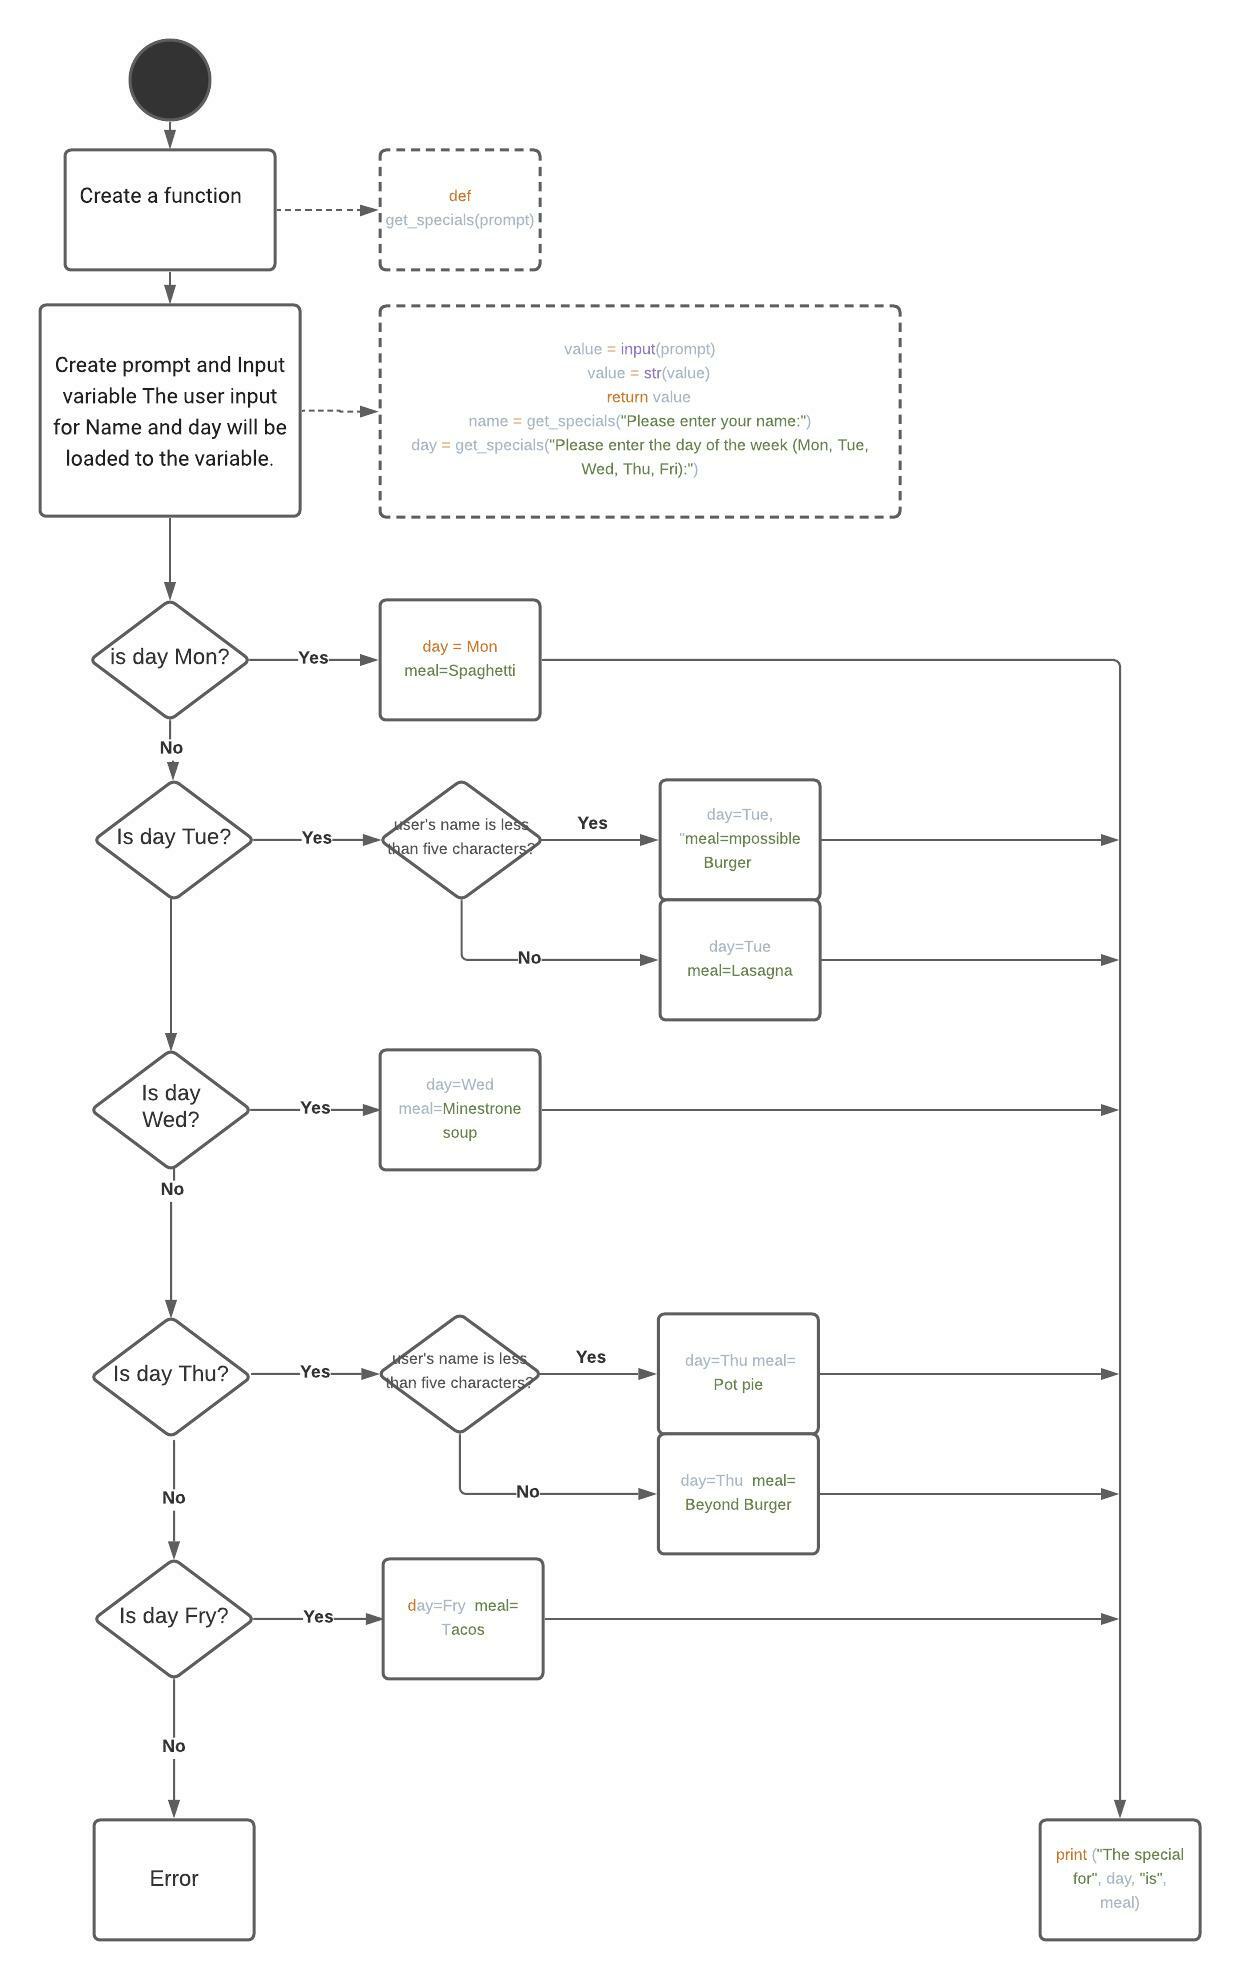 Create a function
def
get_specials(prompt)
Create prompt and Input
variable The user input
for Name and day will be
loaded to the variable.
value = input(prompt)
value = str(value)
return value
name = get_specials("Please enter your name:")
day = get_specials("Please enter the day of the week (Mon, Tue,
Wed, Thu, Fri):")
is day Mon?
Yes
day = Mon
meal=Spaghetti
No
Is day Tue?
Yes
user's name is less
than five characters?
Yes
day=Tue,
"meal=mpossible
Burger
No
day=Tue
meal=Lasagna
Is day
Wed?
Yes
day=Wed
meal=Minestrone
soup
No
Is day Thu?
Yes
user's name is less
than five characters?
Yes
day=Thu meal=
Pot pie
No
day=Thu meal=
Beyond Burger
No
Is day Fry?
Yes
day=Fry meal=
Tacos
No
Error
print ("The special
for", day, "is",
meal)